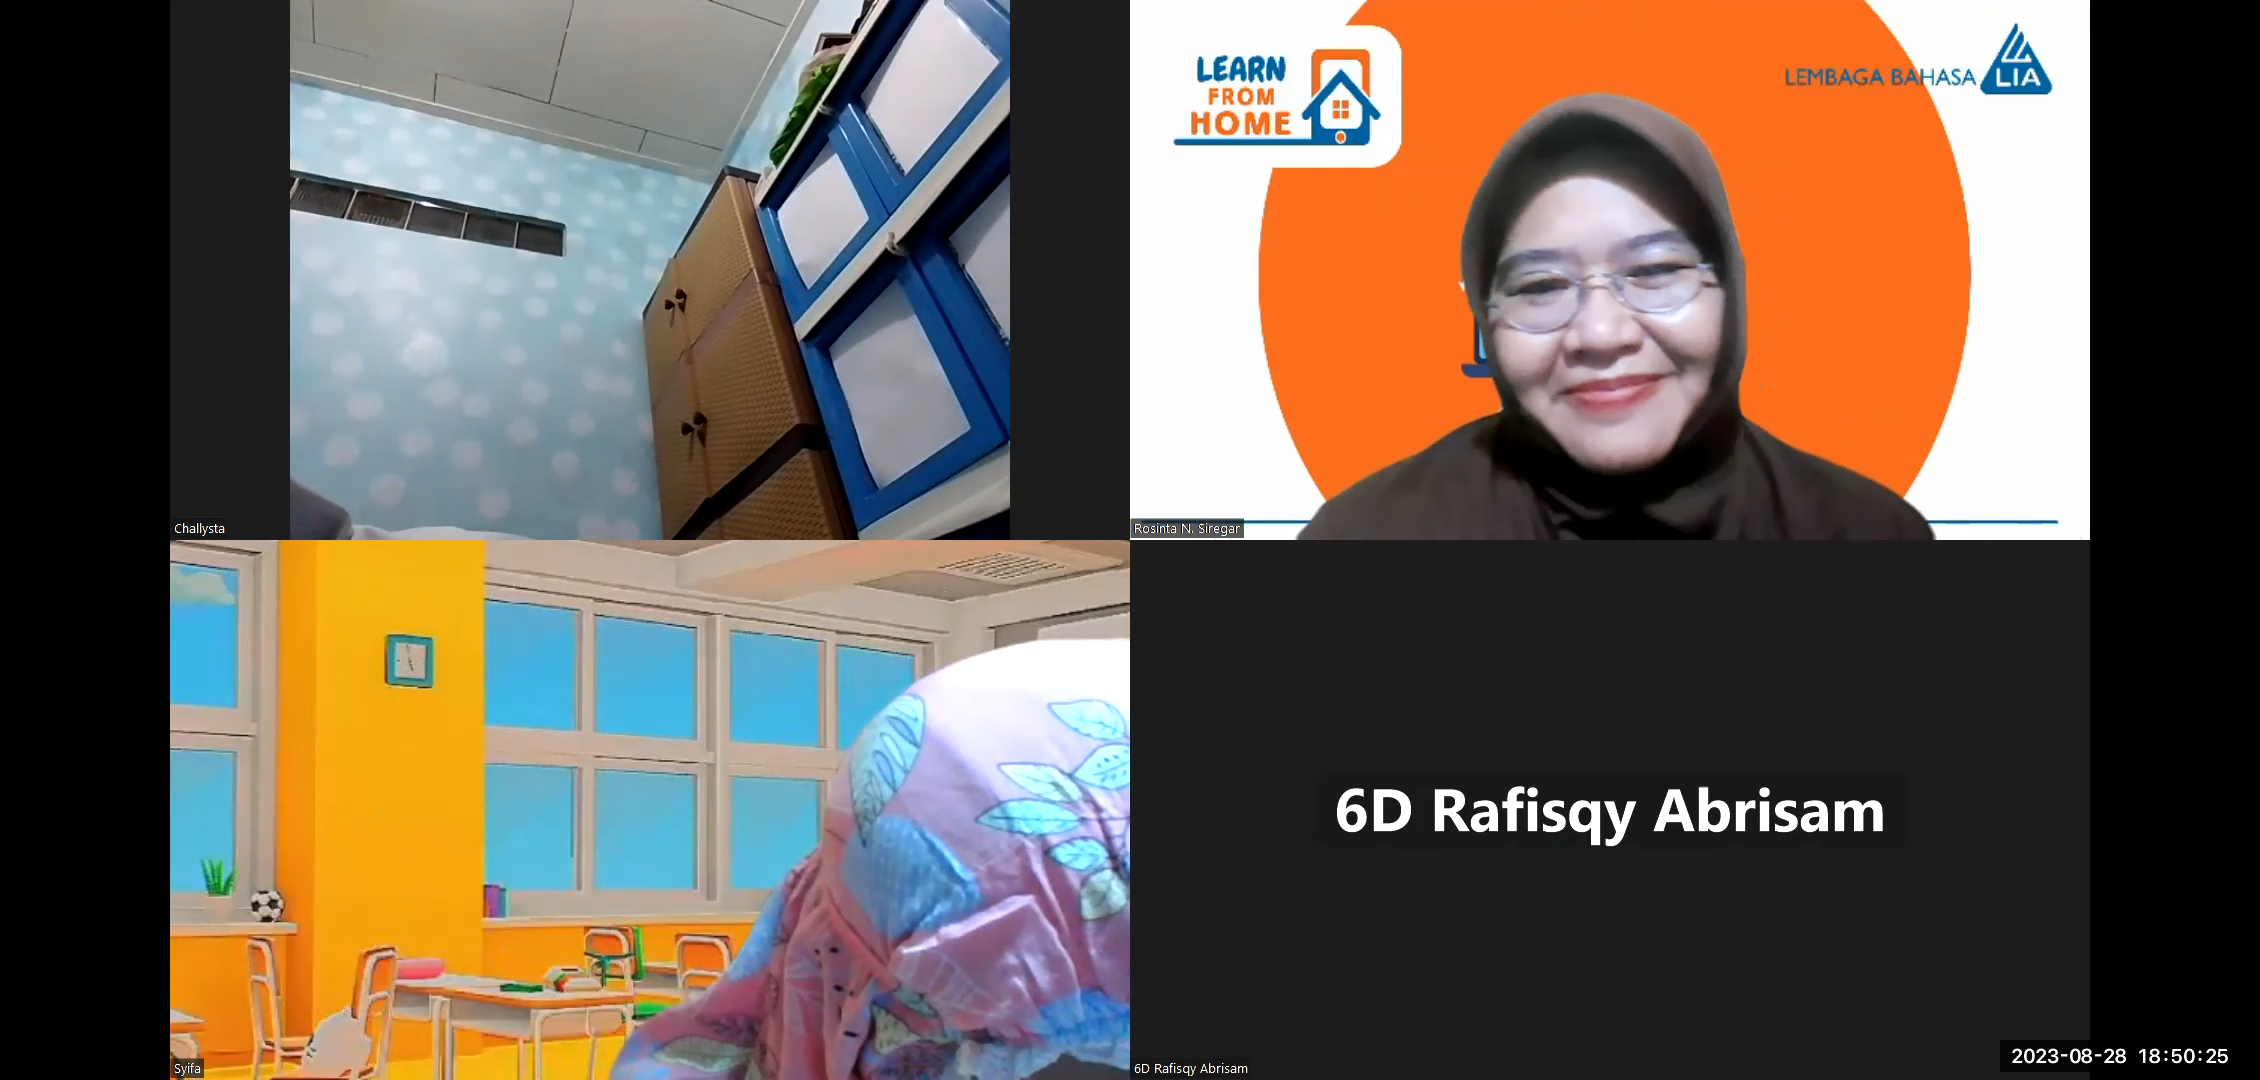 LEARN
FROM
HOME
LEMBAGA BAHASA
LIA
Challysta
Rosinta N. Siregar
6D Rafisqy Abrisam
Syifa
6D Rafisqy Abrisam
2023-08-28 18:50:25